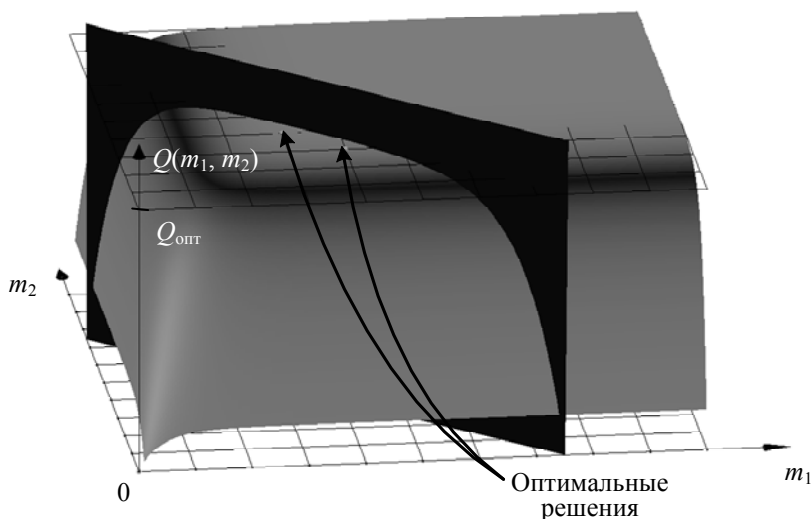 Q(m₁, m₂)
Qопт
m₂
0
m₁
Оптимальные
решения